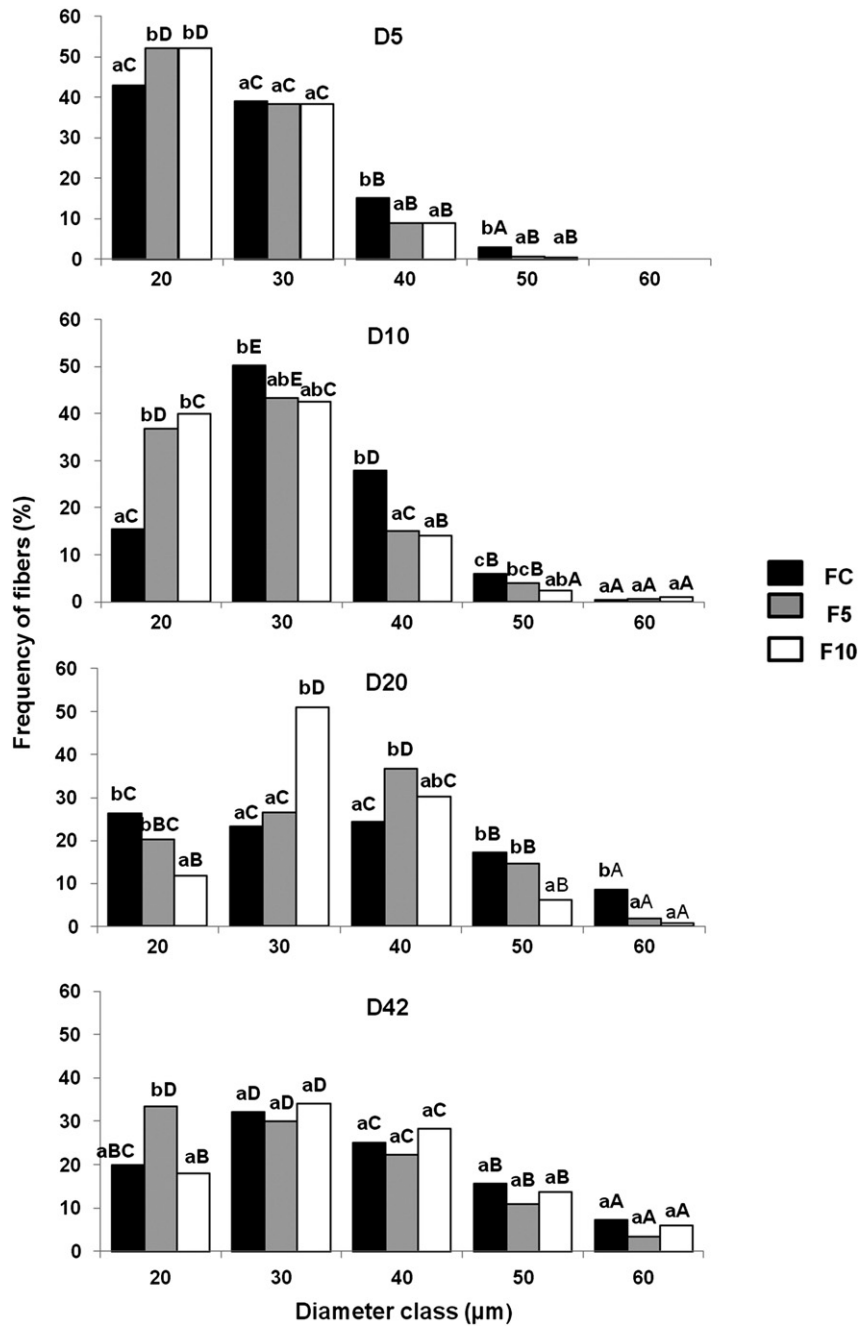 D5
60
50
40
30
20
10
0
aC bD bD
aC aC aC
bB aB aB
bA aB aB
20 30 40 50 60
D10
60
50
40
30
20
10
0
aC bD bC
bE abE abC
bD aC aB
cB bcB abA
aA aA aA
20 30 40 50 60
D20
60
50
40
30
20
10
0
bC bBC aB
aC aC bD
aC bD abC
bB bB aB
bA aA aA
20 30 40 50 60
D42
60
50
40
30
20
10
0
aBC bD aB
aD aD aD
aC aC aC
aB aB aB
aA aA aA
20 30 40 50 60
Frequency of fibers (%)
Diameter class (µm)
FC
F5
F10